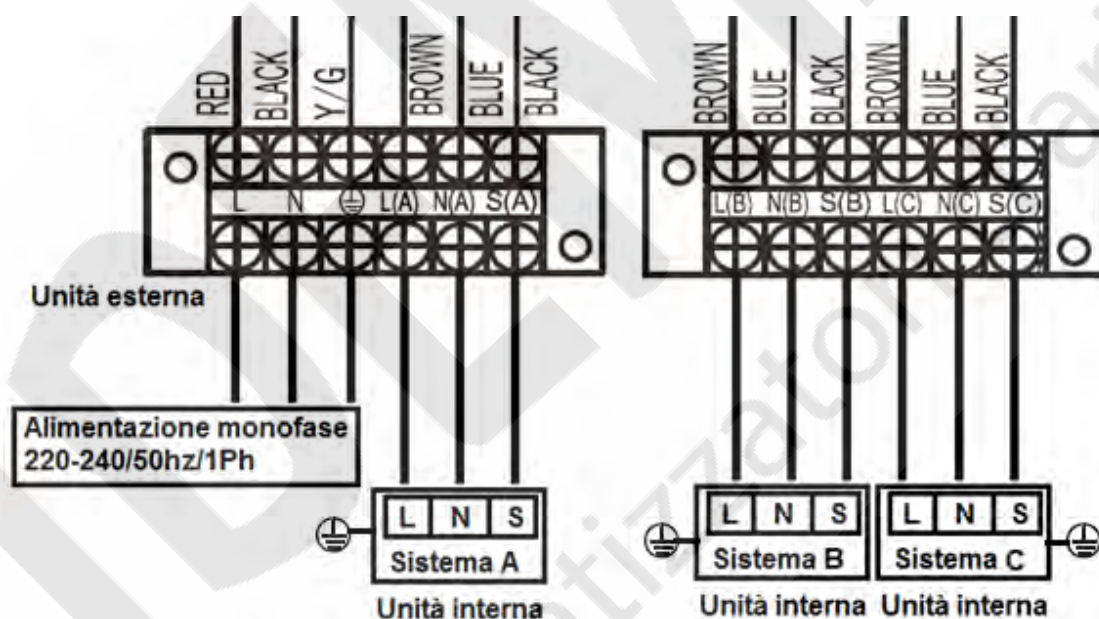 RED BLACK Y/G BROWN BLUE BLACK
L N L(A) N(A) S(A)
Unità esterna
Alimentazione monofase
220-240/50hz/1Ph
L N S
Sistema A
Unità interna
BROWN BLUE BLACK BROWN BLUE BLACK
L(B) N(B) S(B) L(C) N(C) S(C)
L N S
Sistema B
Unità interna
L N S
Sistema C
Unità interna